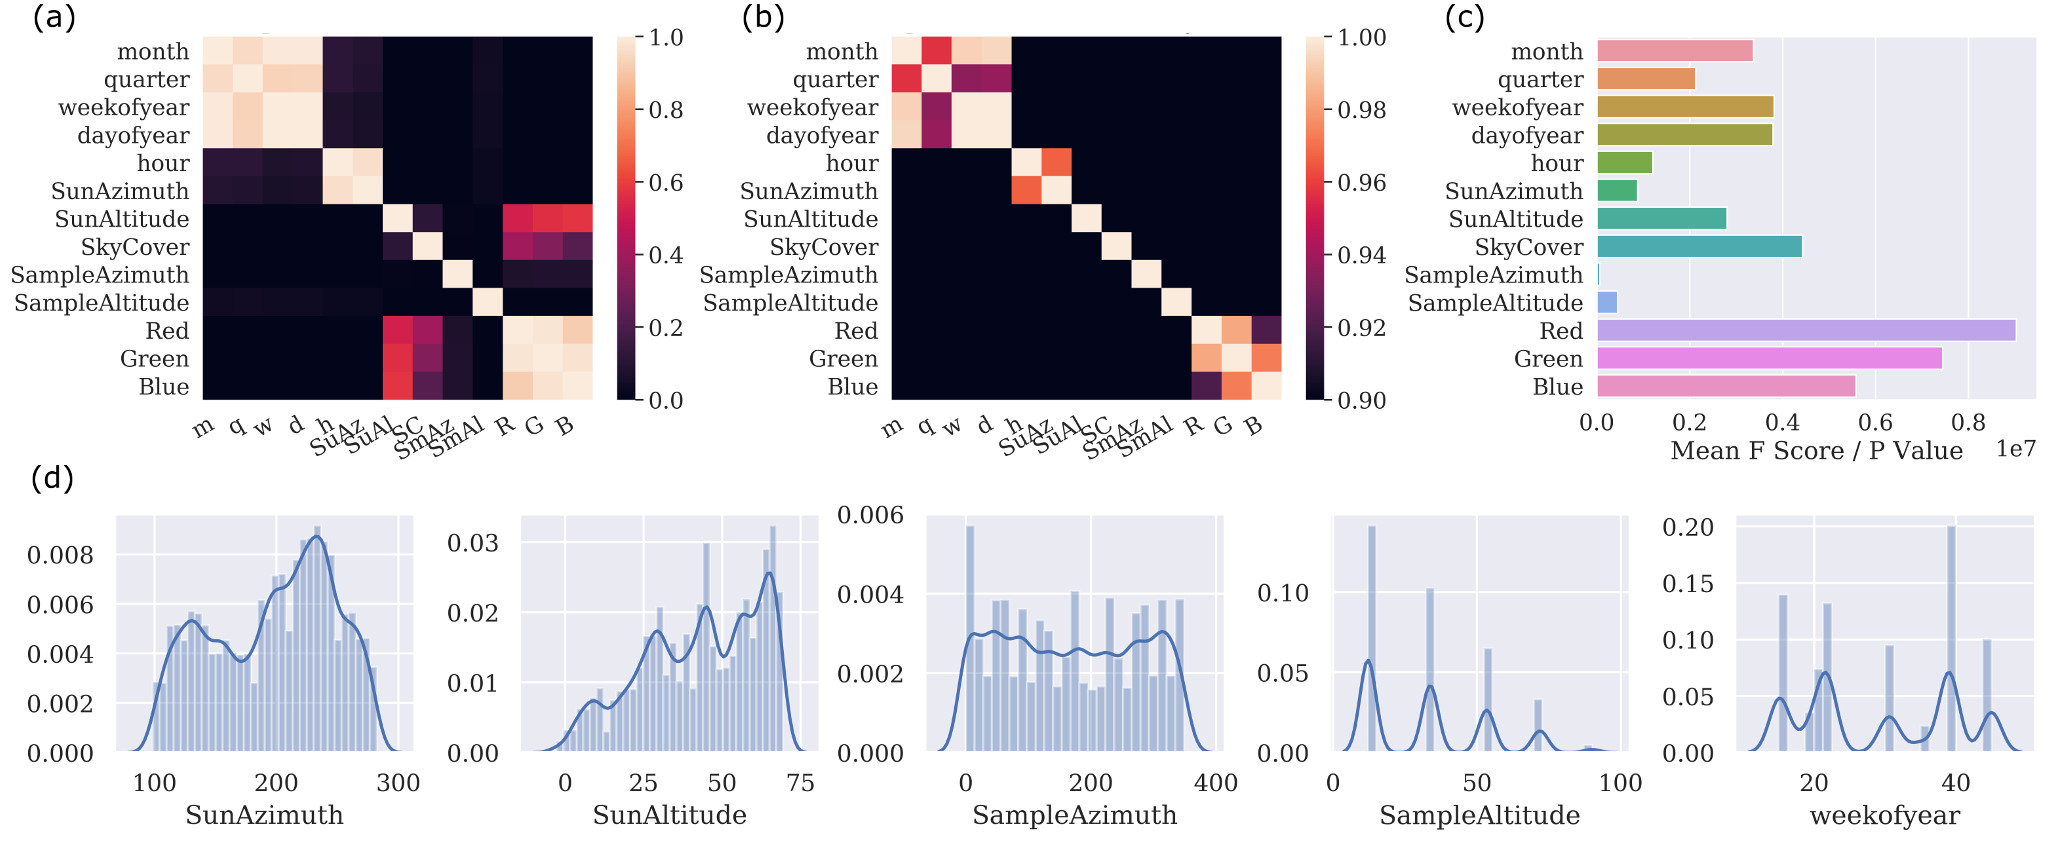 (a)
month
quarter
weekofyear
dayofyear
hour
SunAzimuth
SunAltitude
SkyCover
SampleAzimuth
SampleAltitude
Red
Green
Blue
m q w d h SuAz SuAl SC SmAz SmAl R G B
1.0
0.8
0.6
0.4
0.2
0.0
(b)
month
quarter
weekofyear
dayofyear
hour
SunAzimuth
SunAltitude
SkyCover
SampleAzimuth
SampleAltitude
Red
Green
Blue
m q w d h SuAz SuAl SC SmAz SmAl R G B
1.00
0.98
0.96
0.94
0.92
0.90
(c)
month
quarter
weekofyear
dayofyear
hour
SunAzimuth
SunAltitude
SkyCover
SampleAzimuth
SampleAltitude
Red
Green
Blue
0.0 0.2 0.4 0.6 0.8
Mean F Score / P Value 1e7
(d)
0.008
0.006
0.004
0.002
0.000
100 200 300
SunAzimuth
0.03
0.02
0.01
0.00
0 25 50 75
SunAltitude
0.006
0.004
0.002
0.000
0 200 400
SampleAzimuth
0.10
0.05
0.00
0 50 100
SampleAltitude
0.20
0.15
0.10
0.05
0.00
20 40
weekofyear